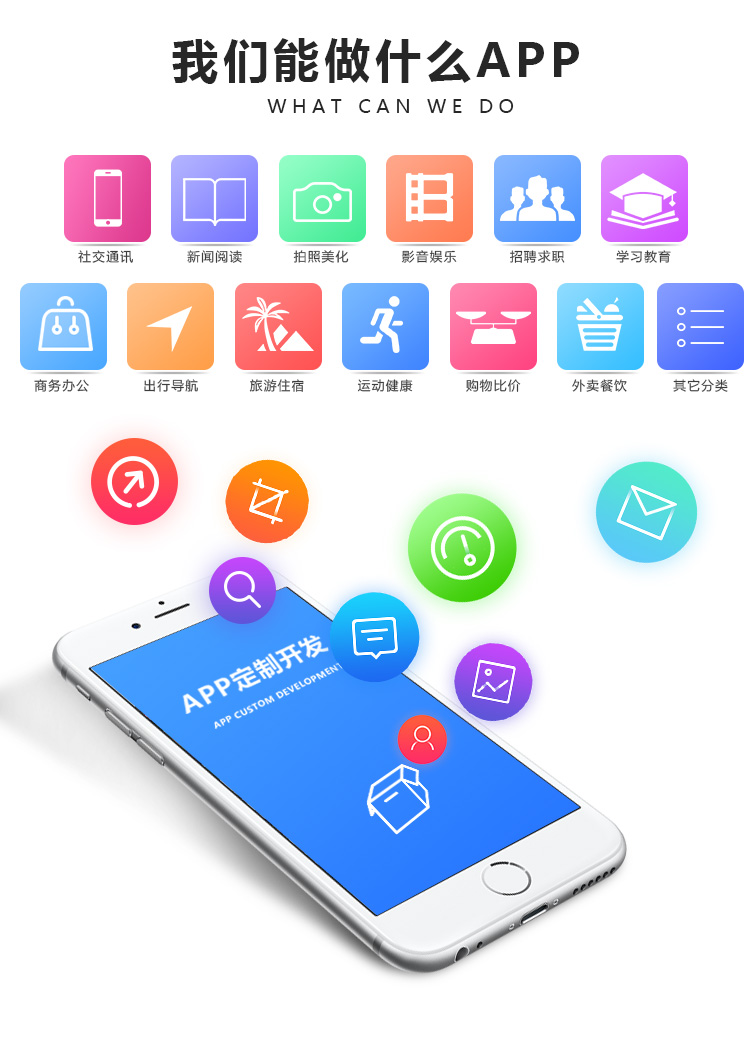 我们能做什么APP
WHAT CAN WE DO
社交通讯 新闻阅读 拍照美化 影音娱乐 招聘求职 学习教育
商务办公 出行导航 旅游住宿 运动健康 购物比价 外卖餐饮 其它分类
APP定制开发
APP CUSTOM DEVELOPMENT